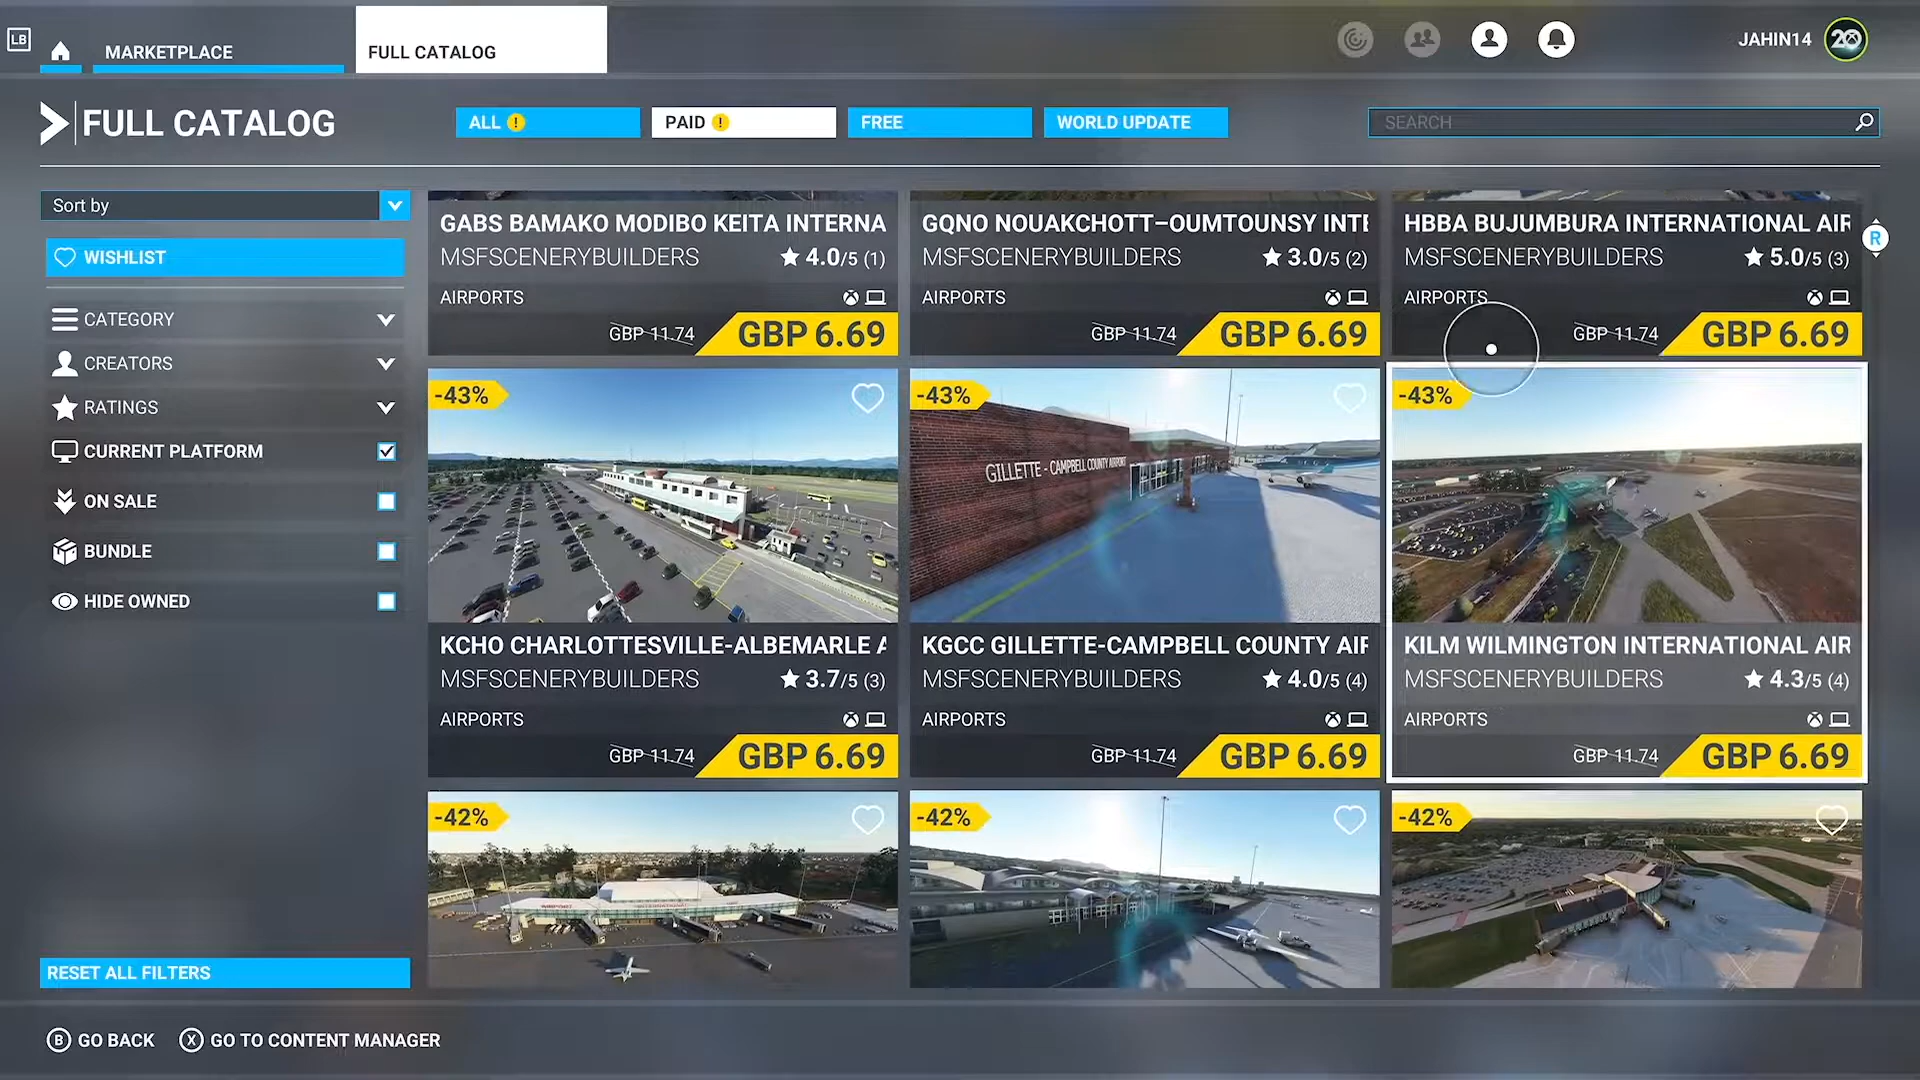 LB
MARKETPLACE
FULL CATALOG
JAHIN14
20
FULL CATALOG
ALL !
PAID !
FREE
WORLD UPDATE
SEARCH
Sort by
WISHLIST
CATEGORY
CREATORS
RATINGS
CURRENT PLATFORM
ON SALE
BUNDLE
HIDE OWNED
RESET ALL FILTERS
GABS BAMAKO MODIBO KEITA INTERNA
MSFSCENERYBUILDERS 4.0/5 (1)
AIRPORTS
GBP 11.74 GBP 6.69
GQNO NOUAKCHOTT–OUMTOUNSY INTE
MSFSCENERYBUILDERS 3.0/5 (2)
AIRPORTS
GBP 11.74 GBP 6.69
HBBA BUJUMBURA INTERNATIONAL AIR
MSFSCENERYBUILDERS 5.0/5 (3)
AIRPORTS
GBP 11.74 GBP 6.69
R
-43%
KCHO CHARLOTTESVILLE-ALBEMARLE A
MSFSCENERYBUILDERS 3.7/5 (3)
AIRPORTS
GBP 11.74 GBP 6.69
-43%
GILLETTE - CAMPBELL COUNTY AIRPORT
KGCC GILLETTE-CAMPBELL COUNTY AIR
MSFSCENERYBUILDERS 4.0/5 (4)
AIRPORTS
GBP 11.74 GBP 6.69
-43%
KILM WILMINGTON INTERNATIONAL AIR
MSFSCENERYBUILDERS 4.3/5 (4)
AIRPORTS
GBP 11.74 GBP 6.69
-42%
-42%
-42%
B GO BACK
X GO TO CONTENT MANAGER